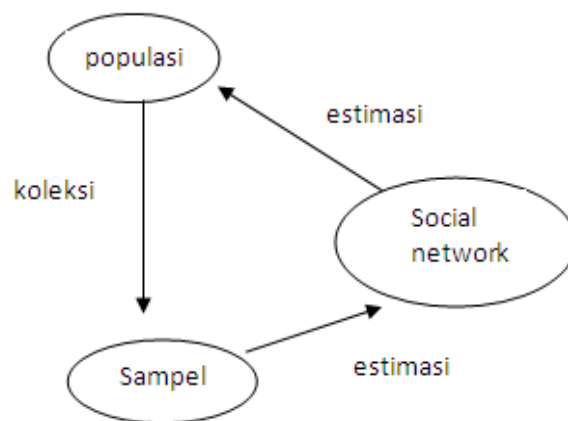 populasi
estimasi
koleksi
Social
network
Sampel
estimasi